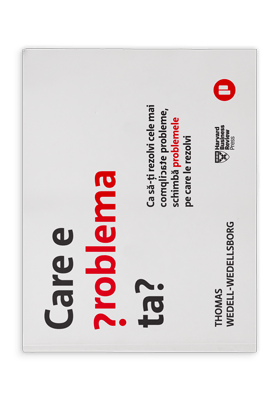 Care e
?roblema
ta?
Ca să-ți rezolvi cele mai
complicate probleme,
schimbă problemele
pe care le rezolvi
Harvard
Business
Review
Press
THOMAS
WEDELL-WEDELLSBORG